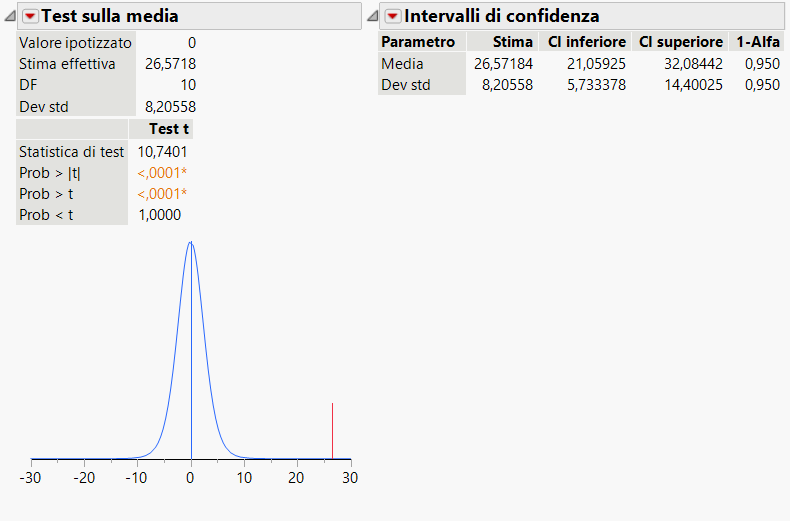 Test sulla media
Valore ipotizzato 0
Stima effettiva 26,5718
DF 10
Dev std 8,20558
Test t
Statistica di test 10,7401
Prob > |t| <,0001*
Prob > t <,0001*
Prob < t 1,0000
-30 -20 -10 0 10 20 30
Intervalli di confidenza
Parametro Stima CI inferiore CI superiore 1-Alfa
Media 26,57184 21,05925 32,08442 0,950
Dev std 8,20558 5,733378 14,40025 0,950